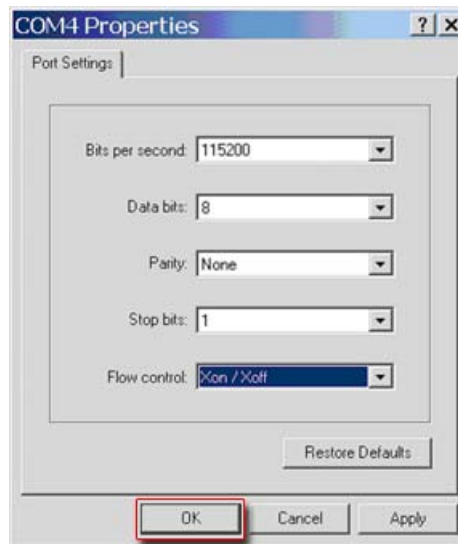 COM4 Properties
Port Settings
Bits per second: 115200
Data bits: 8
Parity: None
Stop bits: 1
Flow control: Xon / Xoff
Restore Defaults
OK Cancel Apply